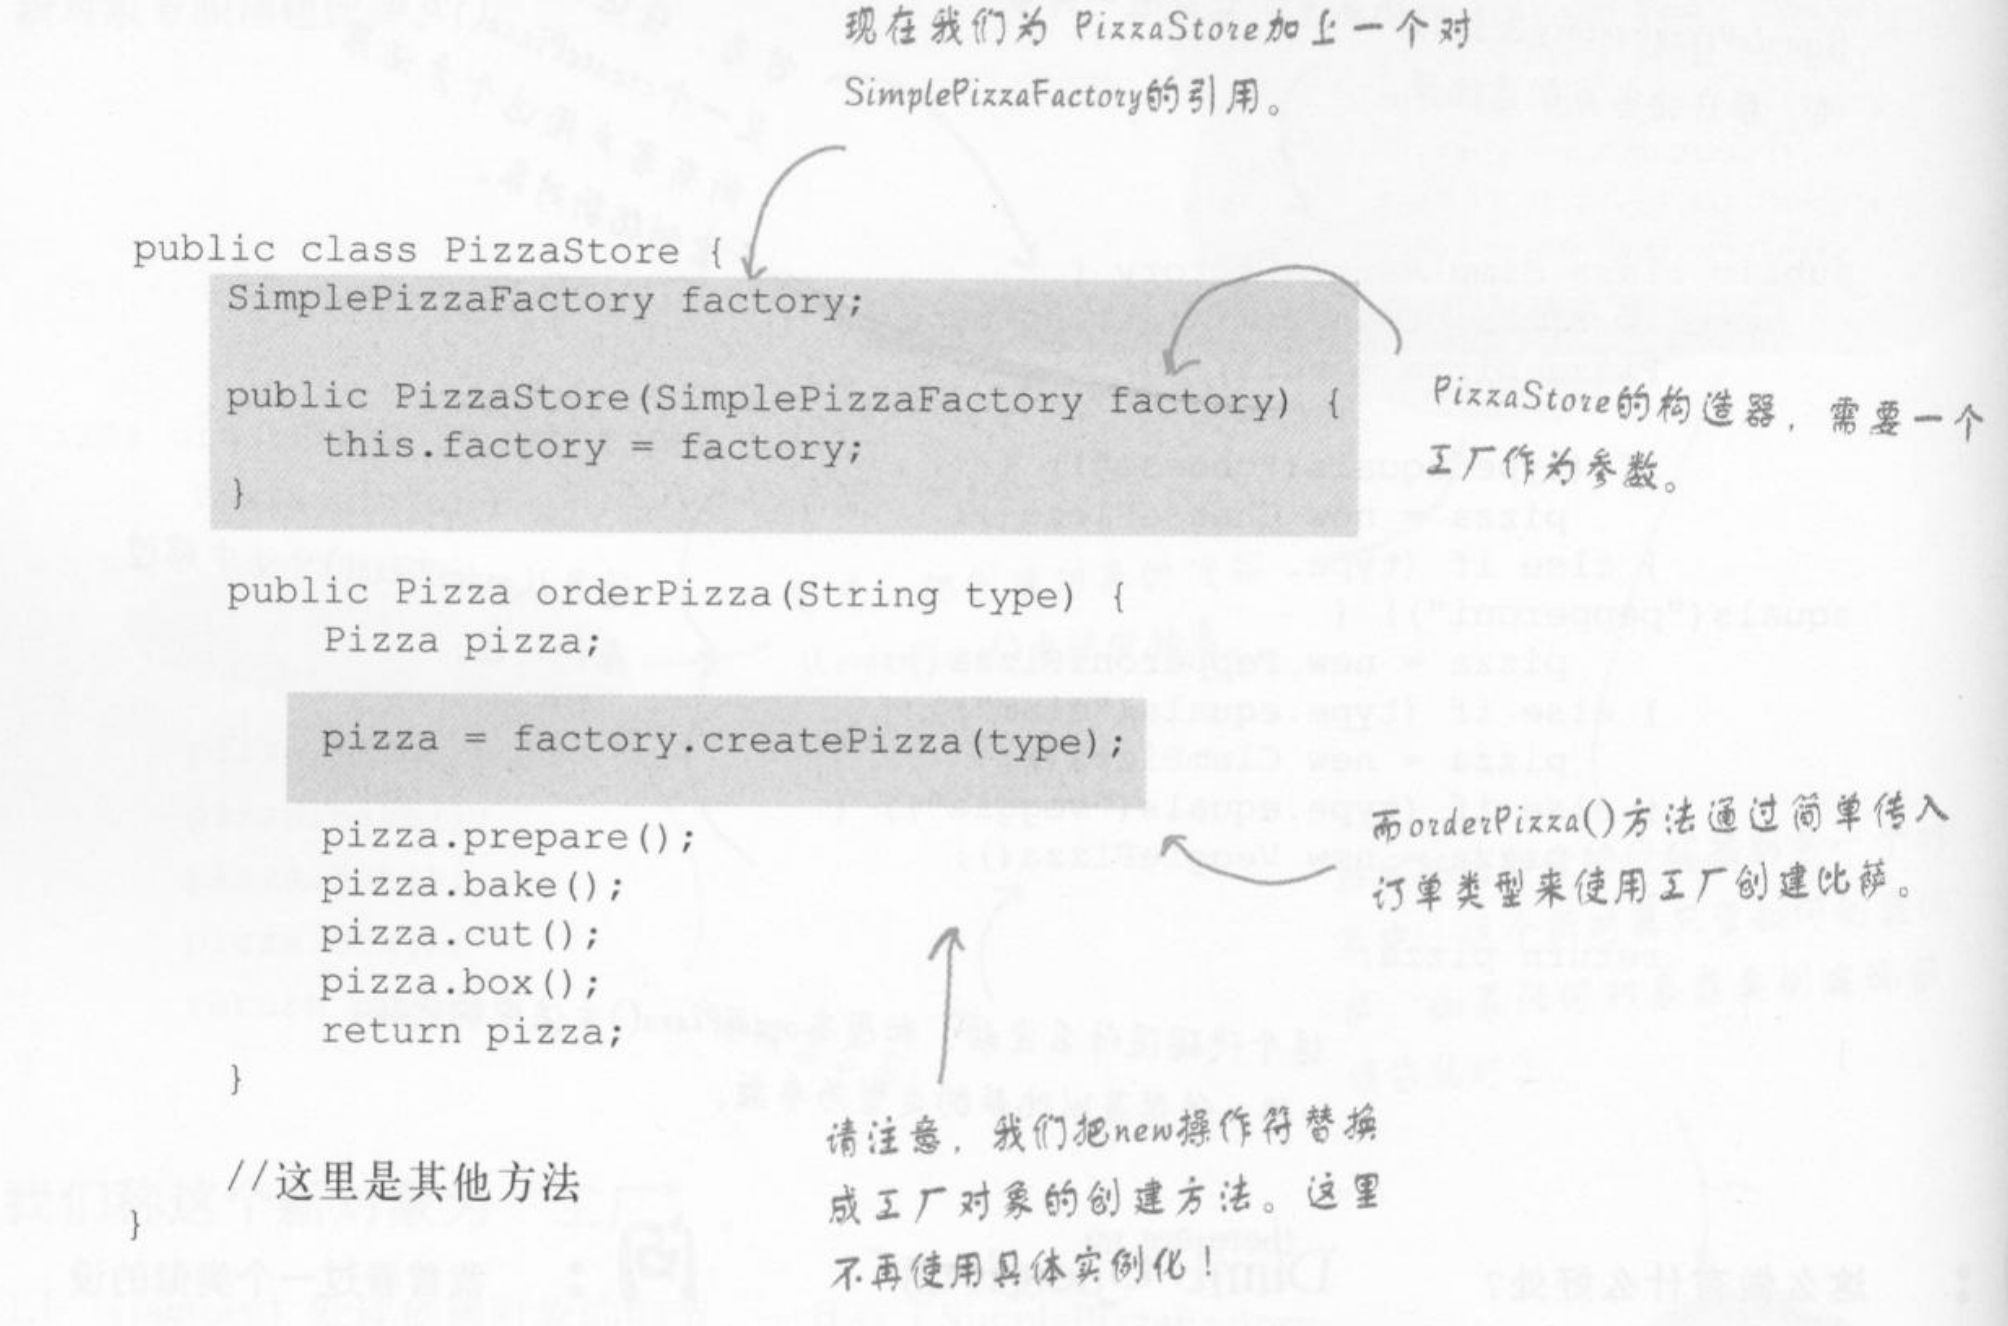 现在我们为 PizzaStore加上一个对
SimplePizzaFactory的引用。
public class PizzaStore {
SimplePizzaFactory factory;
public PizzaStore(SimplePizzaFactory factory) {
this.factory = factory;
}
PizzaStore的构造器，需要一个
工厂作为参数。
public Pizza orderPizza(String type) {
Pizza pizza;
pizza = factory.createPizza(type);
pizza.prepare();
pizza.bake();
pizza.cut();
pizza.box();
return pizza;
}
而orderPizza()方法通过简单传入
订单类型来使用工厂创建比萨。
请注意，我们把new操作符替换
成工厂对象的创建方法。这里
不再使用具体实例化！
//这里是其他方法
}